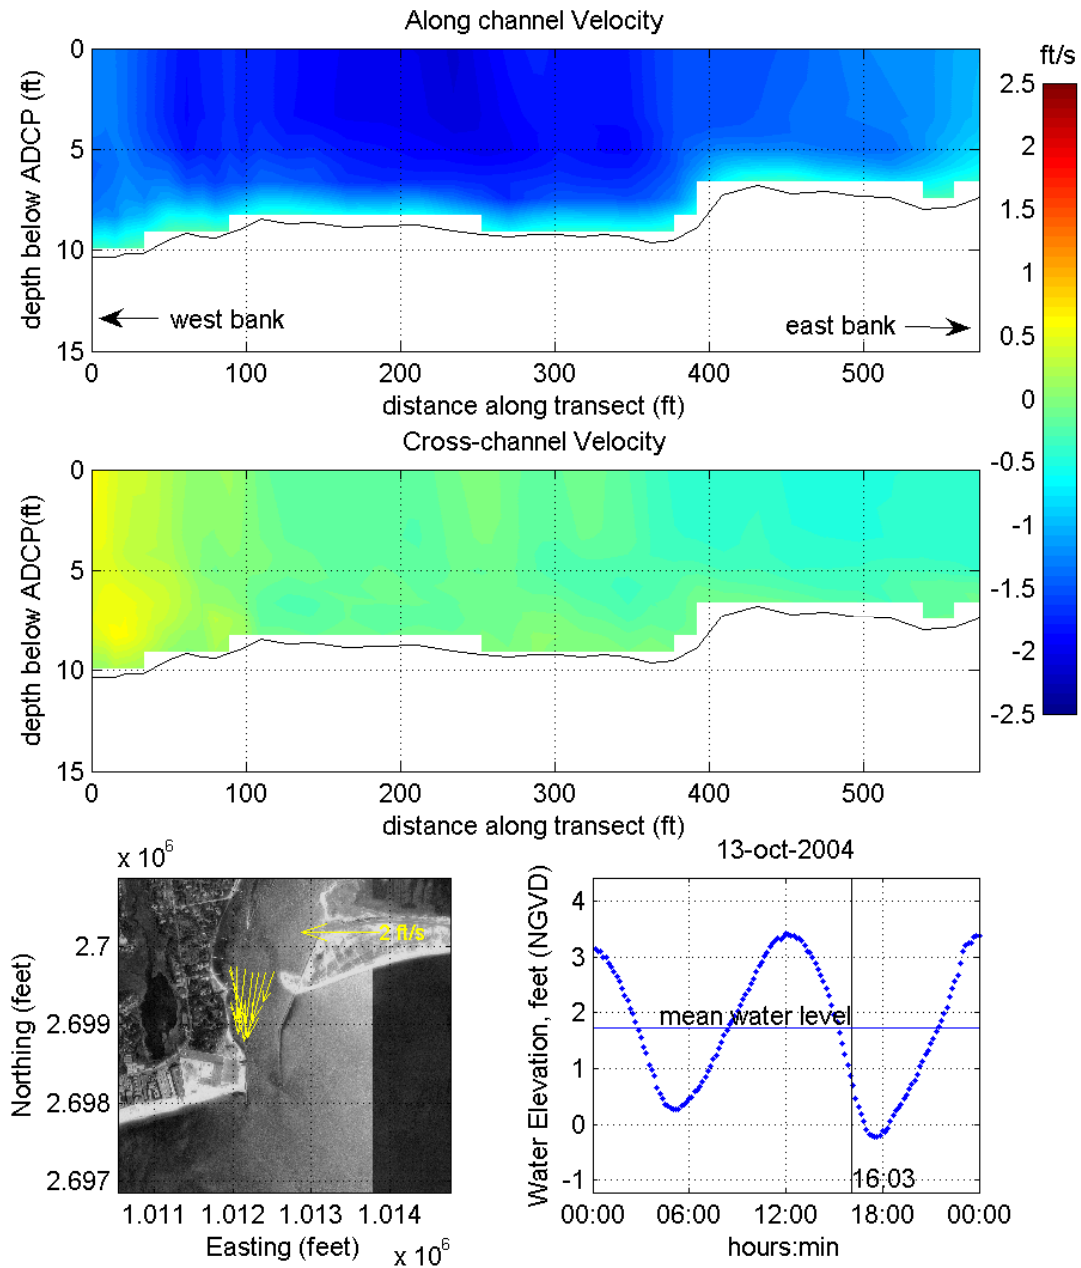 Along channel Velocity
ft/s
depth below ADCP (ft)
0
5
10
15
west bank
east bank
0 100 200 300 400 500
distance along transect (ft)
2.5
2
1.5
1
0.5
0
-0.5
-1
-1.5
-2
-2.5
Cross-channel Velocity
depth below ADCP(ft)
0
5
10
15
0 100 200 300 400 500
distance along transect (ft)
x 10^6
Northing (feet)
2.7
2.699
2.698
2.697
2 ft/s
1.011 1.012 1.013 1.014
Easting (feet) x 10^6
13-oct-2004
Water Elevation, feet (NGVD)
4
3
2
1
0
-1
mean water level
16:03
00:00 06:00 12:00 18:00 00:00
hours:min